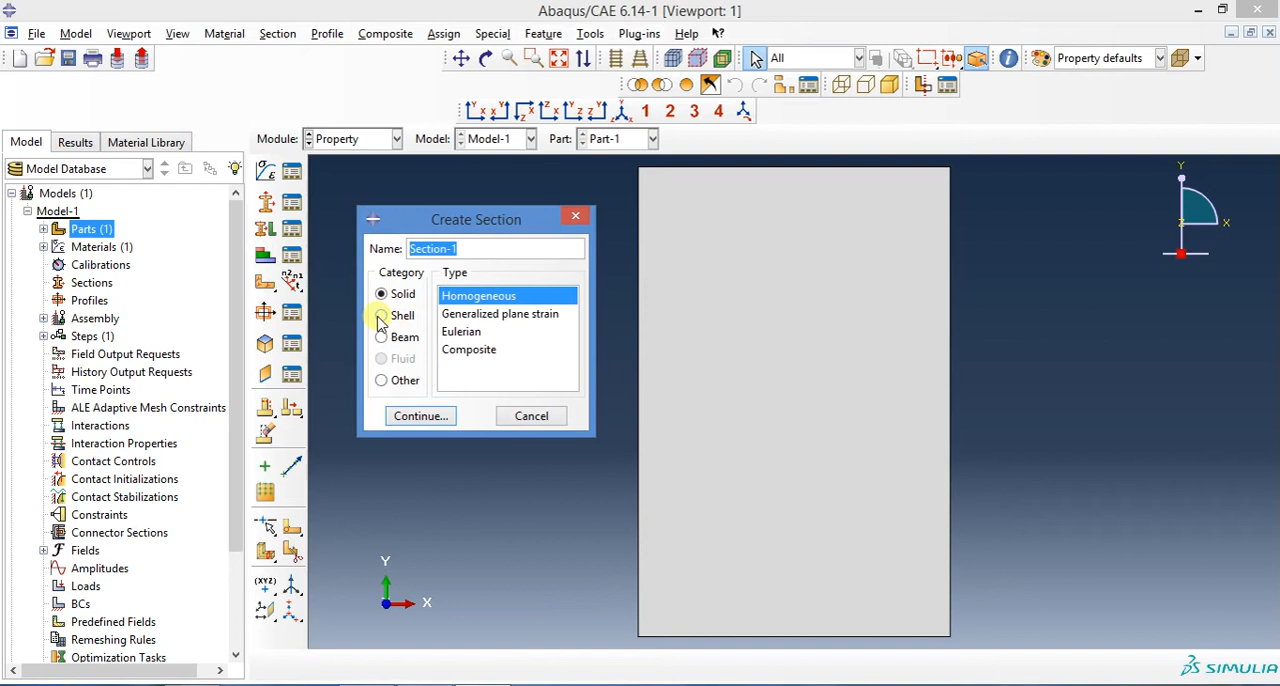 Abaqus/CAE 6.14-1 [Viewport: 1]
File Model Viewport View Material Section Profile Composite Assign Special Feature Tools Plug-ins Help
All Property defaults
1 2 3 4
Model Results Material Library Module: Property Model: Model-1 Part: Part-1
Model Database
Models (1)
Model-1
Parts (1)
Materials (1)
Calibrations
Sections
Profiles
Assembly
Steps (1)
Field Output Requests
History Output Requests
Time Points
ALE Adaptive Mesh Constraints
Interactions
Interaction Properties
Contact Controls
Contact Initializations
Contact Stabilizations
Constraints
Connector Sections
Fields
Amplitudes
Loads
BCs
Predefined Fields
Remeshing Rules
Optimization Tasks
Create Section
Name: Section-1
Category Type
Solid
Shell
Beam
Fluid
Other
Homogeneous
Generalized plane strain
Eulerian
Composite
Continue... Cancel
Y
X
Z
Y
X
SIMULIA